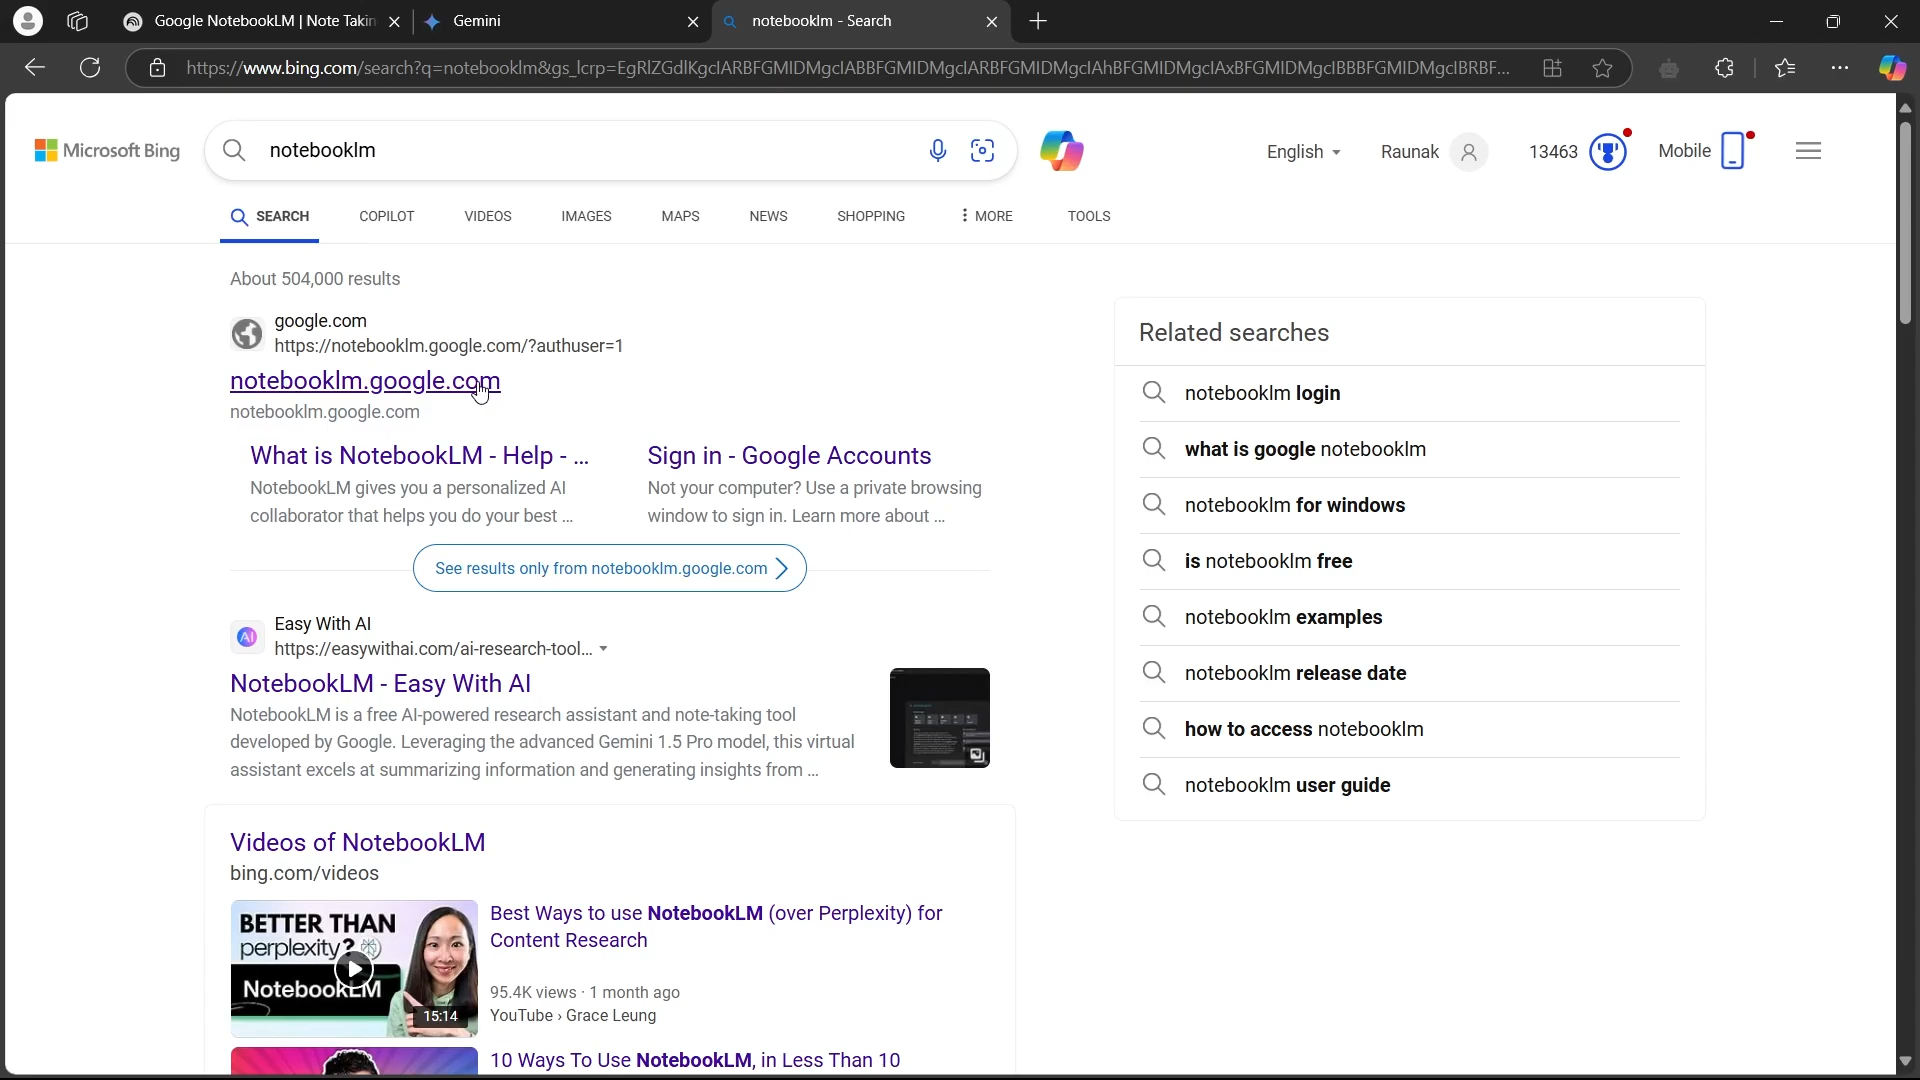 Google NotebookLM | Note Takin
Gemini
notebooklm - Search
https://www.bing.com/search?q=notebooklm&gs_lcrp=EgRlZGdlKgcIARBFGMIDMgcIABBFGMIDMgcIARBFGMIDMgcIAhBFGMIDMgcIAxBFGMIDMgcIBBBFGMIDMgcIBRBF...
Microsoft Bing
notebooklm
English
Raunak
13463
Mobile
SEARCH
COPILOT
VIDEOS
IMAGES
MAPS
NEWS
SHOPPING
MORE
TOOLS
About 504,000 results
google.com
https://notebooklm.google.com/?authuser=1
notebooklm.google.com
notebooklm.google.com
What is NotebookLM - Help - ...
NotebookLM gives you a personalized AI
collaborator that helps you do your best ...
Sign in - Google Accounts
Not your computer? Use a private browsing
window to sign in. Learn more about ...
See results only from notebooklm.google.com
AI
Easy With AI
https://easywithai.com/ai-research-tool...
NotebookLM - Easy With AI
NotebookLM is a free AI-powered research assistant and note-taking tool
developed by Google. Leveraging the advanced Gemini 1.5 Pro model, this virtual
assistant excels at summarizing information and generating insights from ...
Videos of NotebookLM
bing.com/videos
BETTER THAN
perplexity?
NotebookLM
15:14
Best Ways to use NotebookLM (over Perplexity) for
Content Research
95.4K views · 1 month ago
YouTube › Grace Leung
10 Ways To Use NotebookLM, in Less Than 10
Related searches
notebooklm login
what is google notebooklm
notebooklm for windows
is notebooklm free
notebooklm examples
notebooklm release date
how to access notebooklm
notebooklm user guide